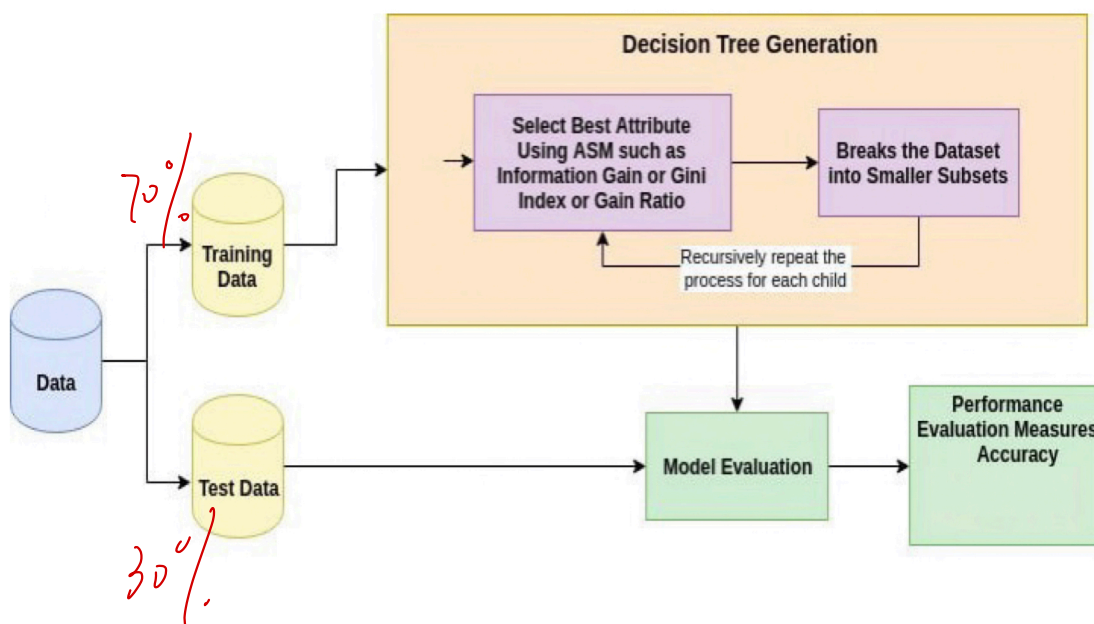 Decision Tree Generation
Select Best Attribute
Using ASM such as
Information Gain or Gini
Index or Gain Ratio
Breaks the Dataset
into Smaller Subsets
Recursively repeat the
process for each child
70%
Training
Data
Data
Test Data
30%
Model Evaluation
Performance
Evaluation Measures
Accuracy